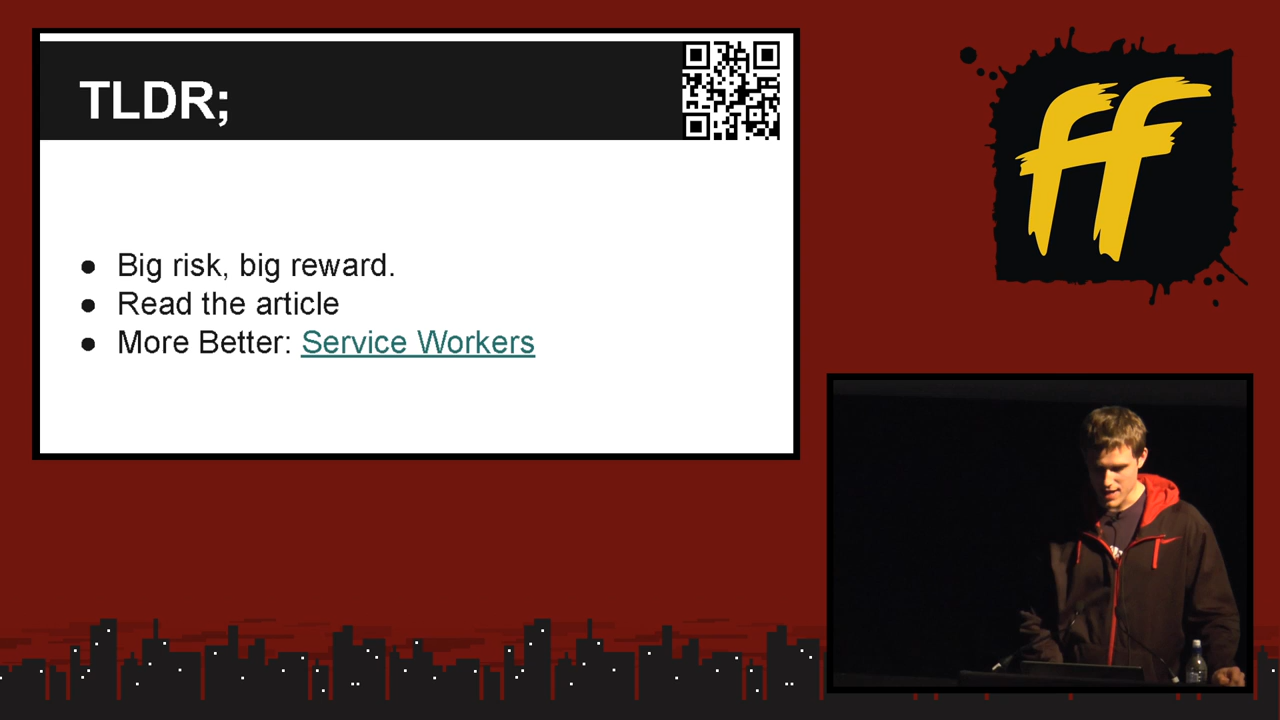 TLDR;
Big risk, big reward.
Read the article
More Better: Service Workers
ff